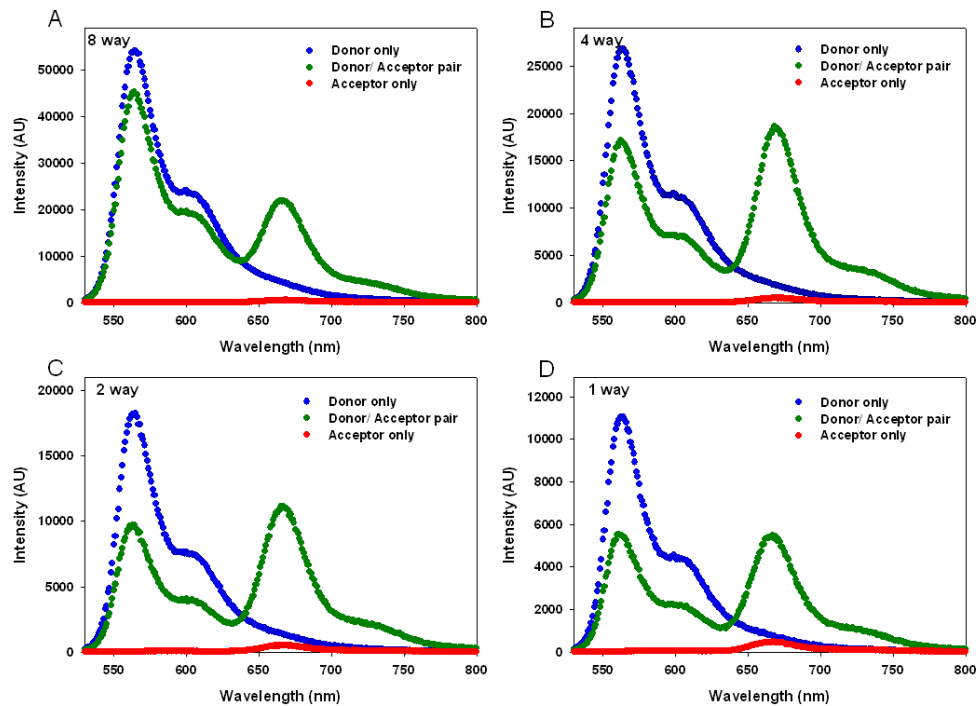 A
8 way
Donor only
Donor/ Acceptor pair
Acceptor only
Intensity (AU)
50000
40000
30000
20000
10000
0
550 600 650 700 750 800
Wavelength (nm)
B
4 way
Donor only
Donor/ Acceptor pair
Acceptor only
Intensity (AU)
25000
20000
15000
10000
5000
0
550 600 650 700 750 800
Wavelength (nm)
C
2 way
Donor only
Donor/ Acceptor pair
Acceptor only
Intensity (AU)
20000
15000
10000
5000
0
550 600 650 700 750 800
Wavelength (nm)
D
1 way
Donor only
Donor/ Acceptor pair
Acceptor only
Intensity (AU)
12000
10000
8000
6000
4000
2000
0
550 600 650 700 750 800
Wavelength (nm)